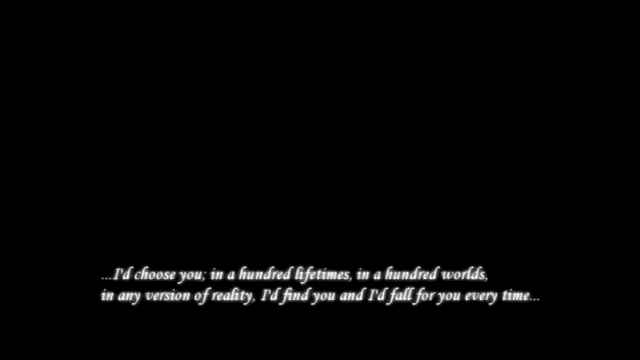 ...I'd choose you; in a hundred lifetimes, in a hundred worlds,
in any version of reality, I'd find you and I'd fall for you every time...